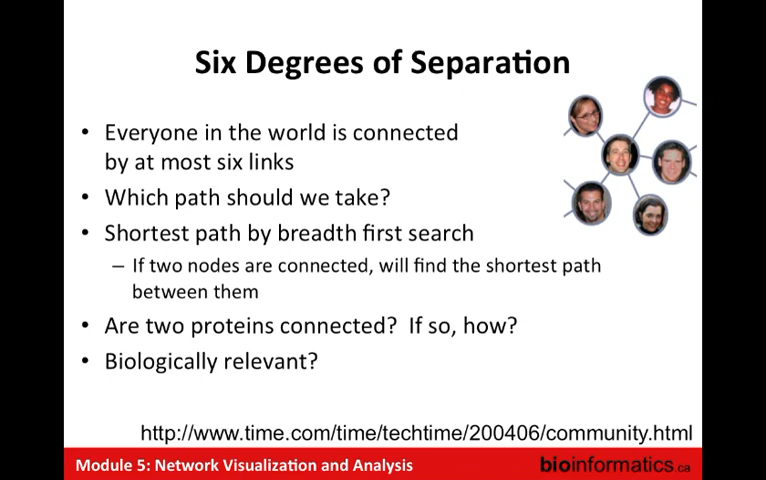 Six Degrees of Separation
• Everyone in the world is connected
by at most six links
• Which path should we take?
• Shortest path by breadth first search
– If two nodes are connected, will find the shortest path
between them
• Are two proteins connected?  If so, how?
• Biologically relevant?
http://www.time.com/time/techtime/200406/community.html
Module 5: Network Visualization and Analysis
bioinformatics.ca